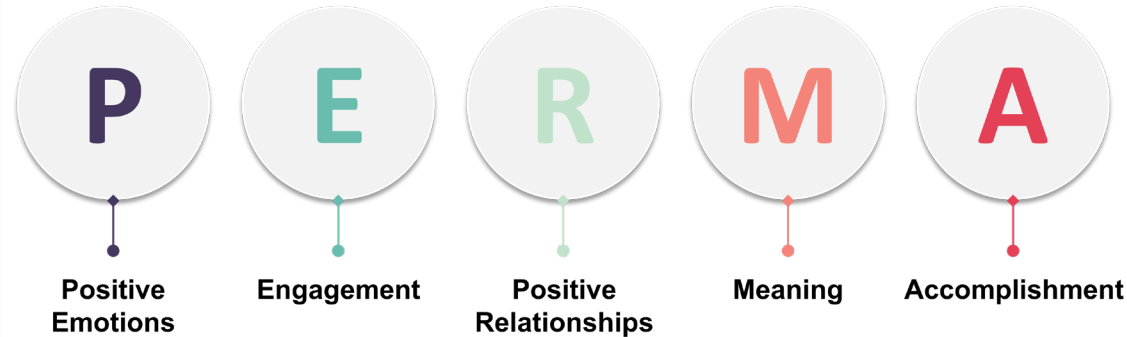 P E R M A
Positive
Emotions
Engagement
Positive
Relationships
Meaning
Accomplishment